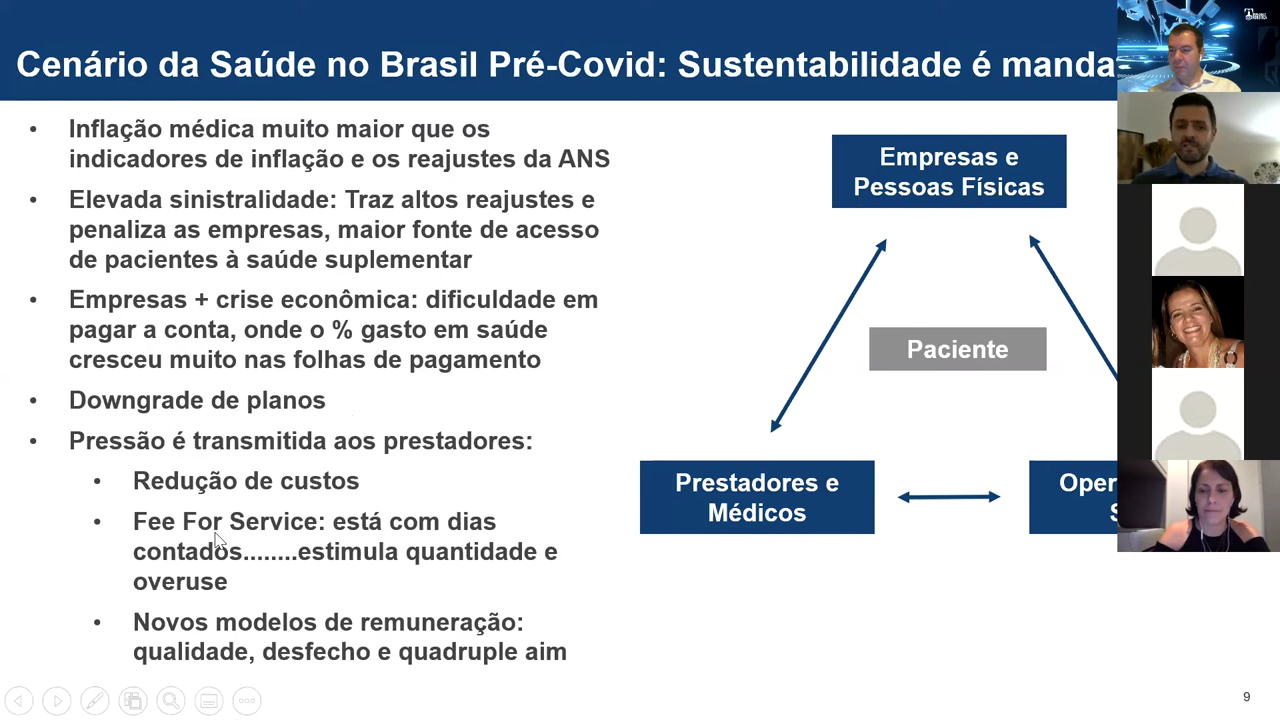 Cenário da Saúde no Brasil Pré-Covid: Sustentabilidade é
Inflação médica muito maior que os
indicadores de inflação e os reajustes da ANS
Elevada sinistralidade: Traz altos reajustes e
penaliza as empresas, maior fonte de acesso
de pacientes à saúde suplementar
Empresas + crise econômica: dificuldade em
pagar a conta, onde o % gasto em saúde
cresceu muito nas folhas de pagamento
Downgrade de planos
Pressão é transmitida aos prestadores:
Redução de custos
Fee For Service: está com dias
contados........estimula quantidade e
overuse
Novos modelos de remuneração:
qualidade, desfecho e quadruple aim
Empresas e
Pessoas Físicas
Paciente
Prestadores e
Médicos
9